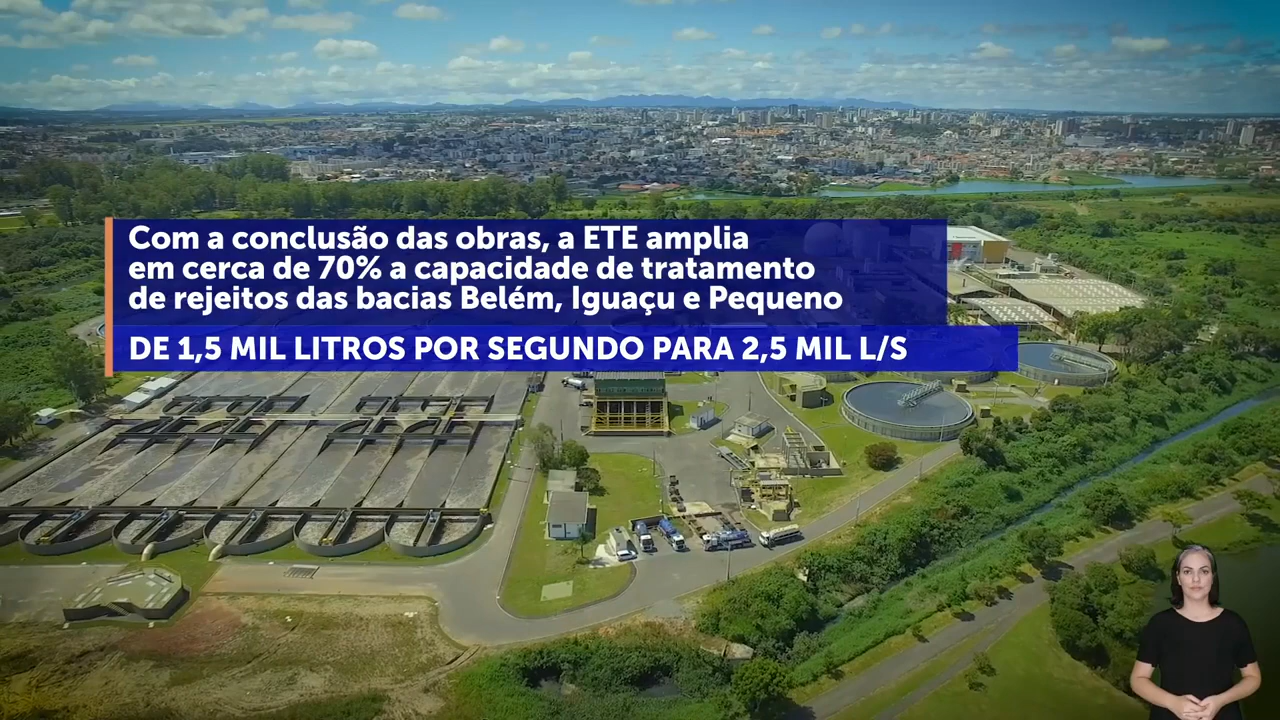 Com a conclusão das obras, a ETE amplia
em cerca de 70% a capacidade de tratamento
de rejeitos das bacias Belém, Iguaçu e Pequeno
DE 1,5 MIL LITROS POR SEGUNDO PARA 2,5 MIL L/S